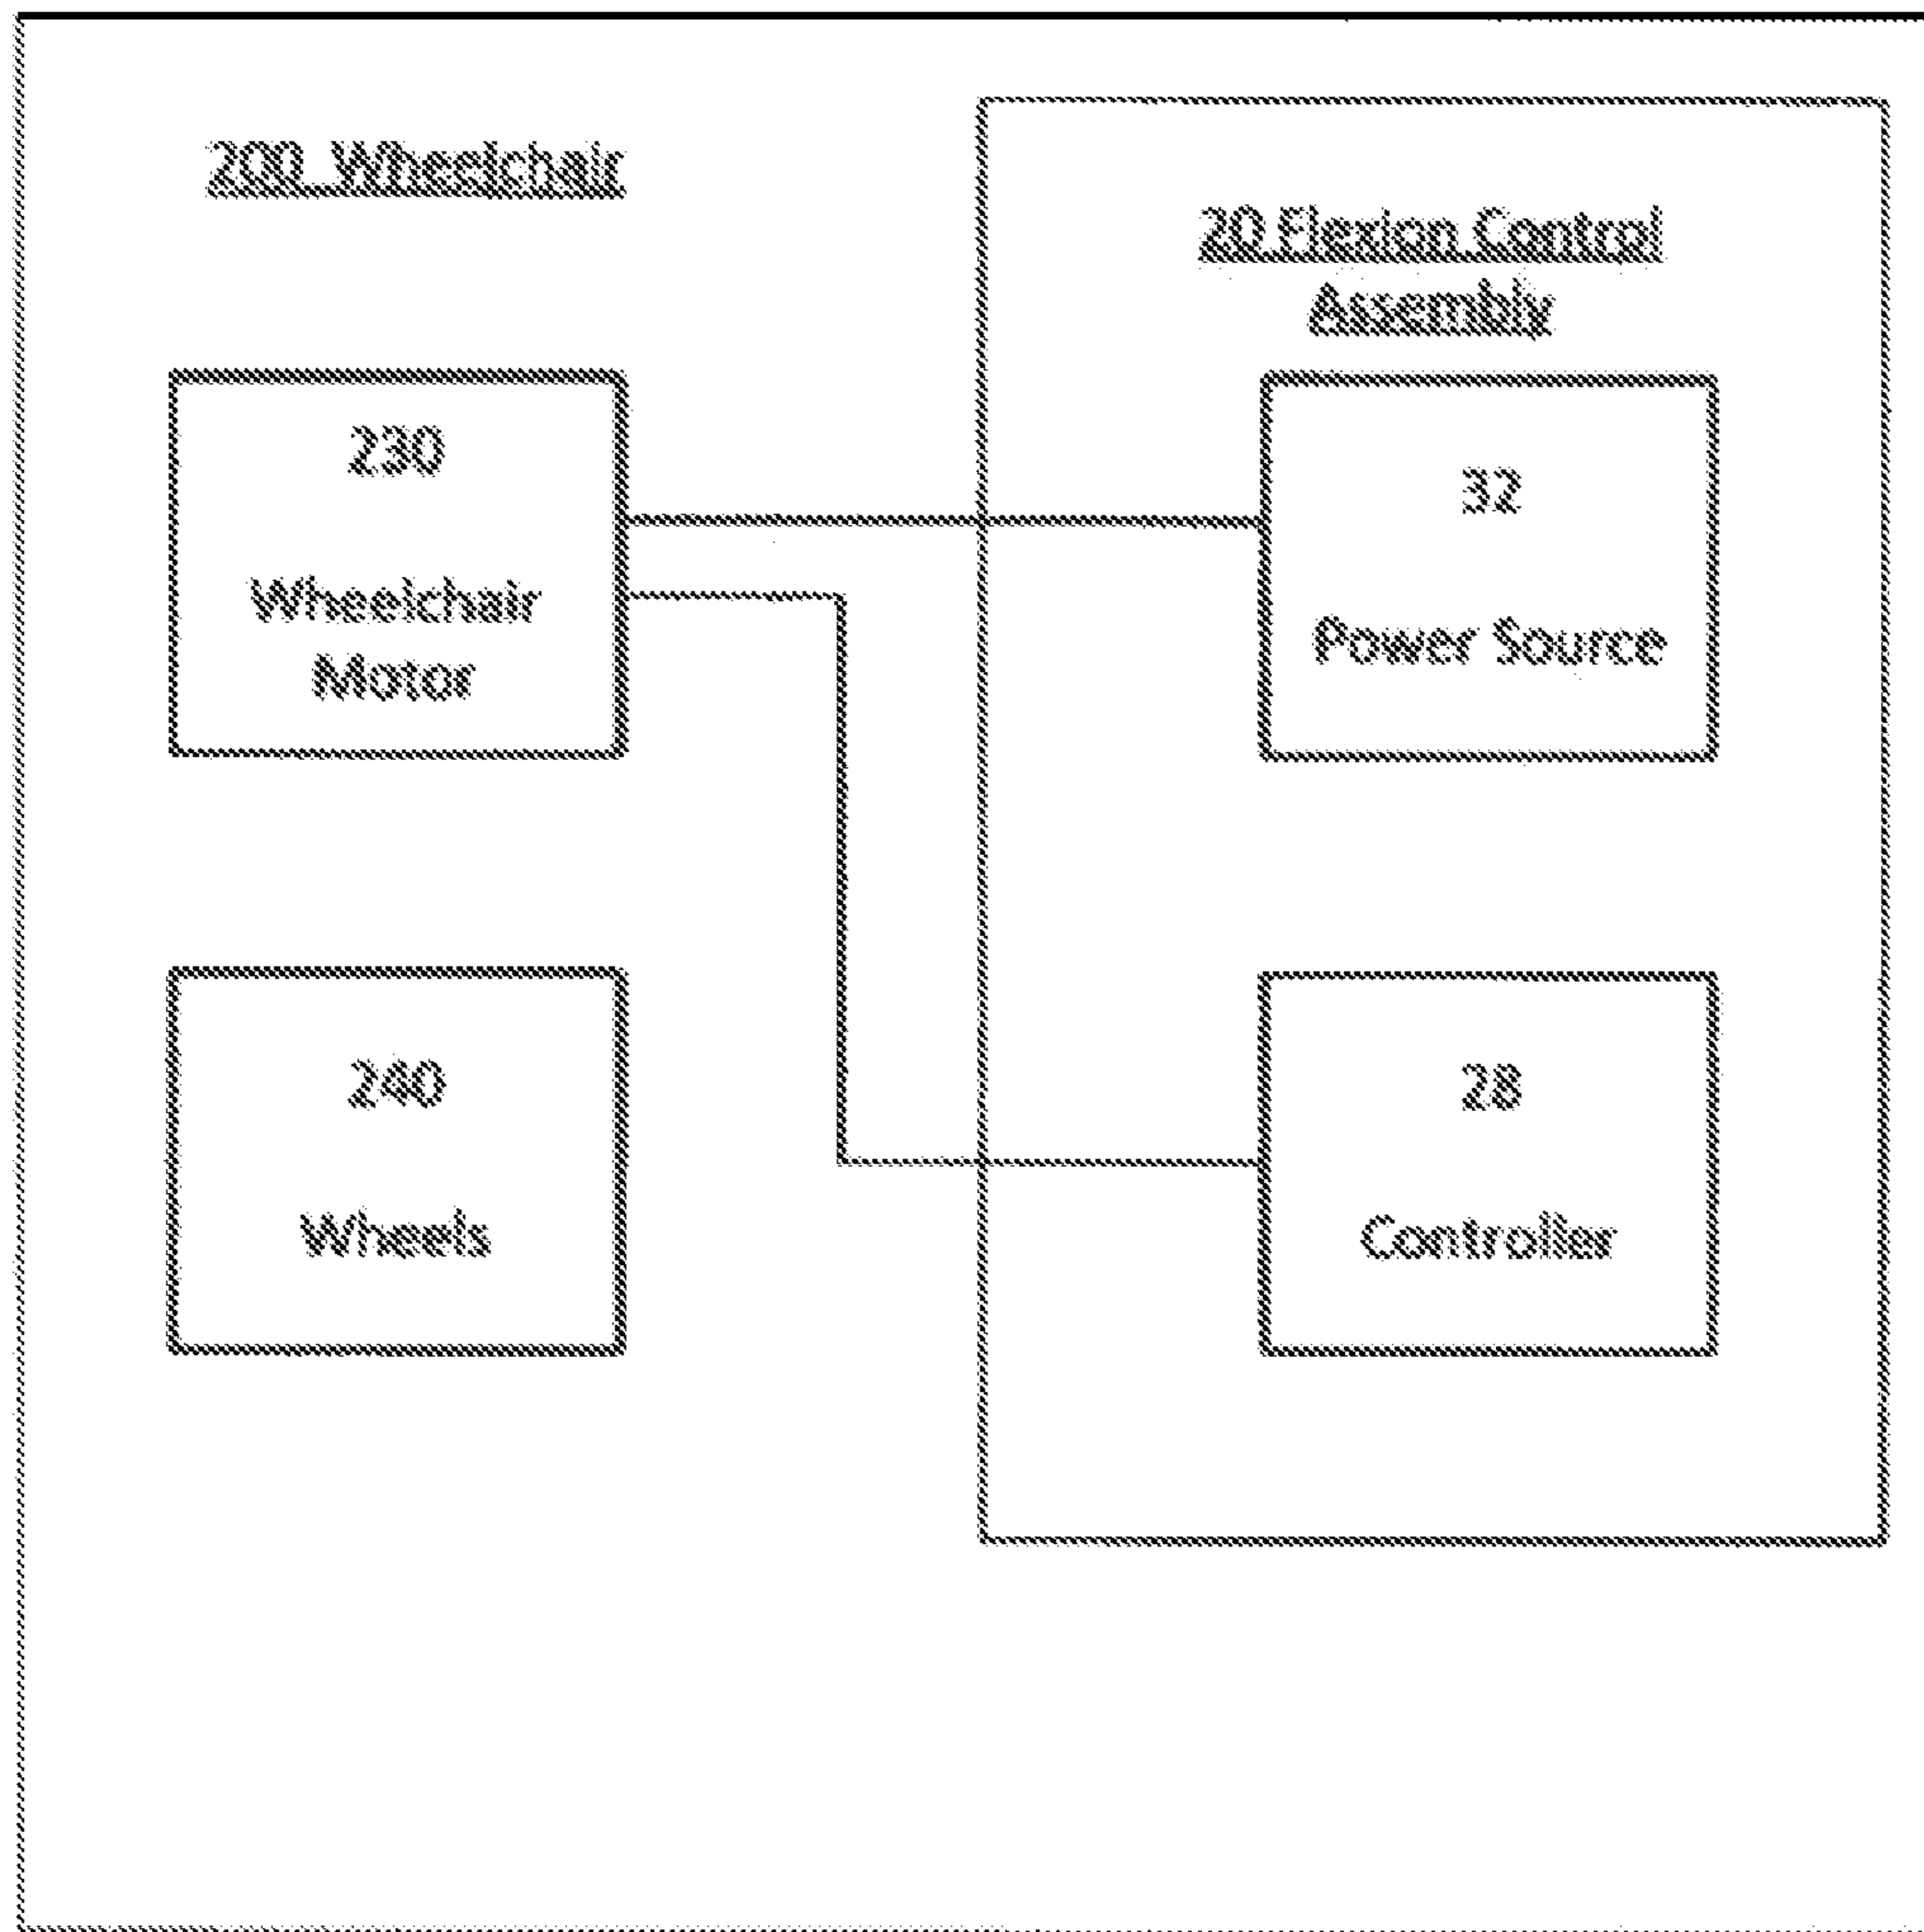 200 Wheelchair
20 Flexion Control
Assembly
230
Wheelchair
Motor
32
Power Source
240
Wheels
28
Controller